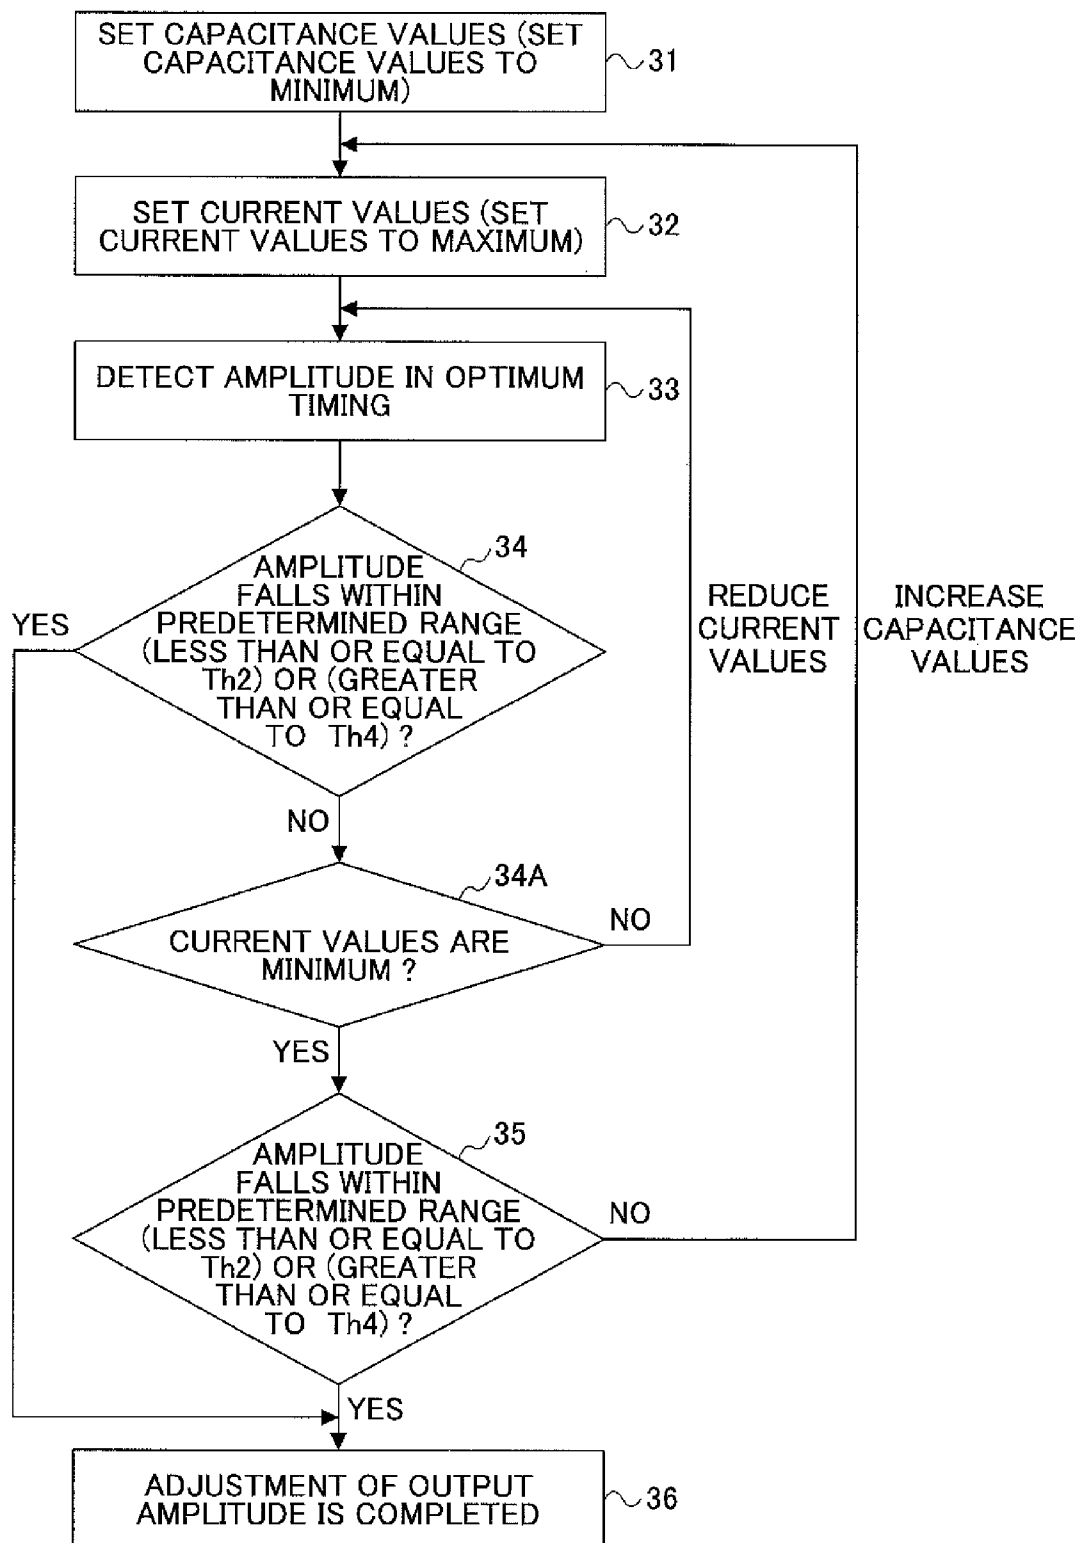 SET CAPACITANCE VALUES (SET
CAPACITANCE VALUES TO
MINIMUM)
31
SET CURRENT VALUES (SET
CURRENT VALUES TO MAXIMUM)
32
DETECT AMPLITUDE IN OPTIMUM
TIMING
33
34
AMPLITUDE
FALLS WITHIN
PREDETERMINED RANGE
(LESS THAN OR EQUAL TO
Th2) OR (GREATER
THAN OR EQUAL
TO Th4) ?
YES
NO
REDUCE
CURRENT
VALUES
INCREASE
CAPACITANCE
VALUES
34A
CURRENT VALUES ARE
MINIMUM ?
NO
YES
35
AMPLITUDE
FALLS WITHIN
PREDETERMINED RANGE
(LESS THAN OR EQUAL TO
Th2) OR (GREATER
THAN OR EQUAL
TO Th4) ?
NO
YES
ADJUSTMENT OF OUTPUT
AMPLITUDE IS COMPLETED
36